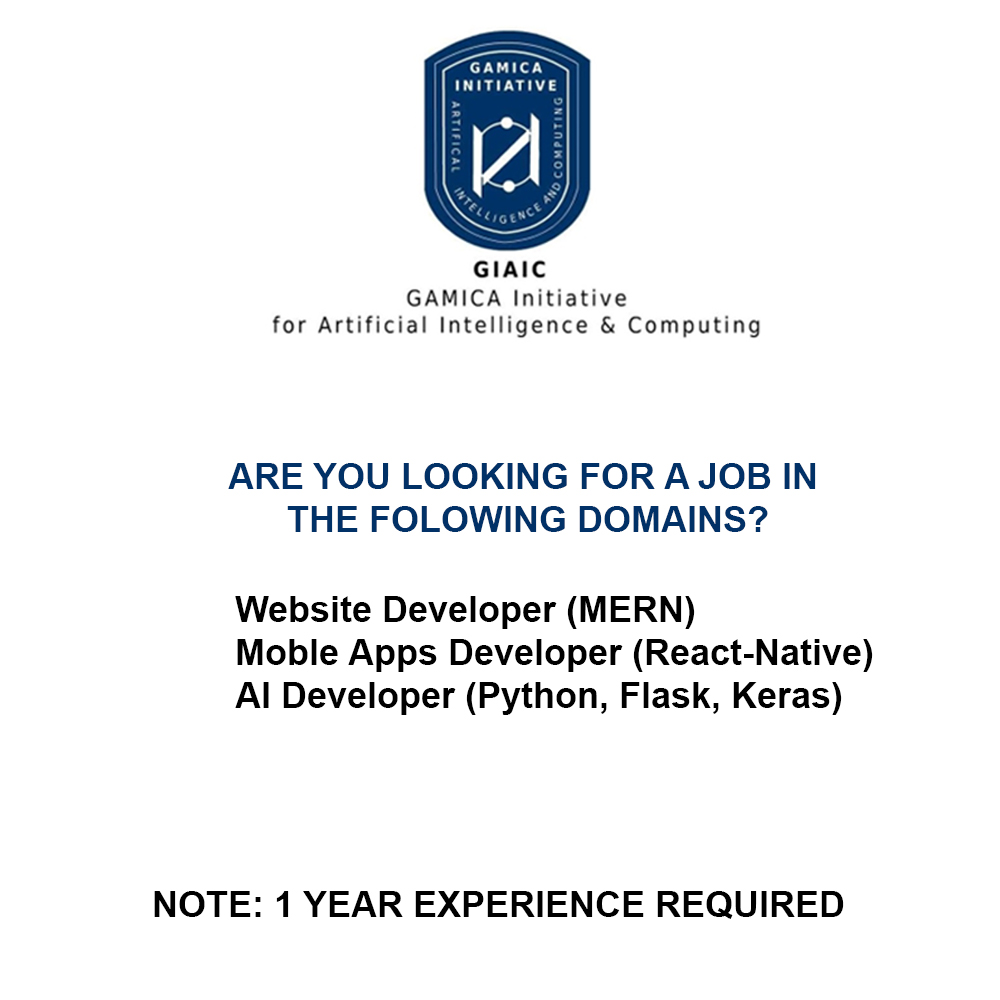 GAMICA
INITIATIVE
ARTIFICAL
INTELLIGENCE AND COMPUTING
GIAIC
GAMICA Initiative
for Artificial Intelligence & Computing
ARE YOU LOOKING FOR A JOB IN
THE FOLOWING DOMAINS?
Website Developer (MERN)
Moble Apps Developer (React-Native)
AI Developer (Python, Flask, Keras)
NOTE: 1 YEAR EXPERIENCE REQUIRED